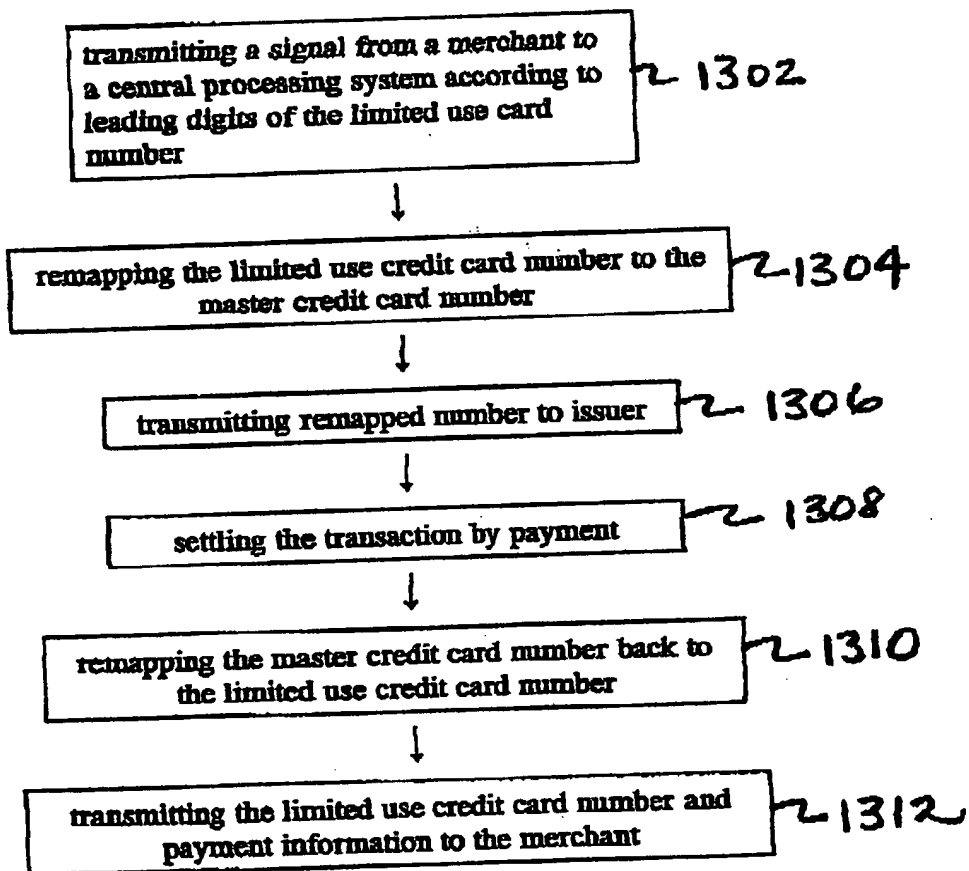 transmitting a signal from a merchant to
a central processing system according to
leading digits of the limited use card
number
1302
remapping the limited use credit card number to the
master credit card number
1304
transmitting remapped number to issuer
1306
settling the transaction by payment
1308
remapping the master credit card number back to
the limited use credit card number
1310
transmitting the limited use credit card number and
payment information to the merchant
1312